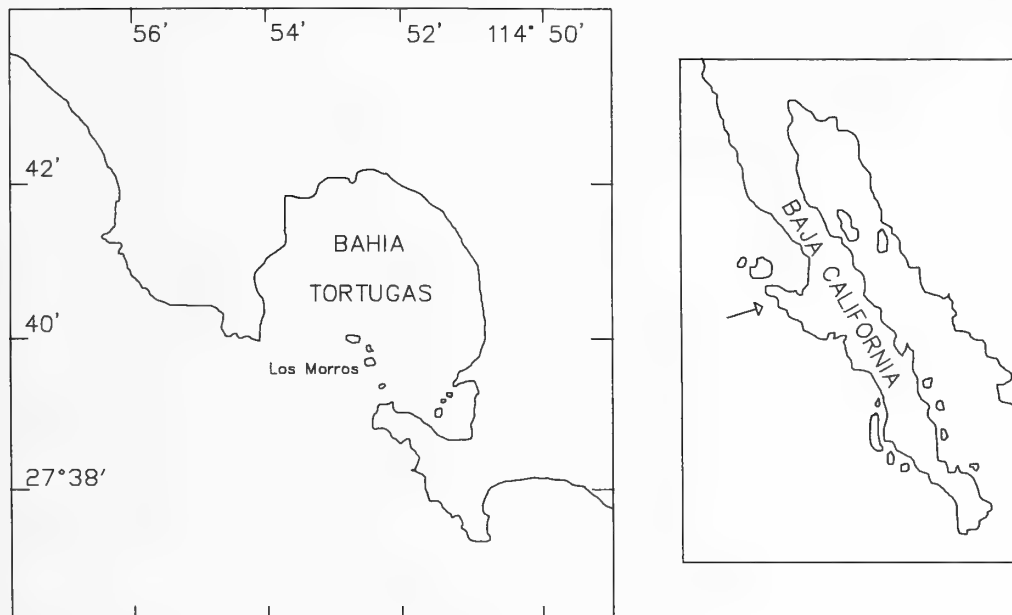 56' 54' 52' 114° 50'
42'
BAHIA
TORTUGAS
40'
Los Morros
27°38'
BAJA CALIFORNIA